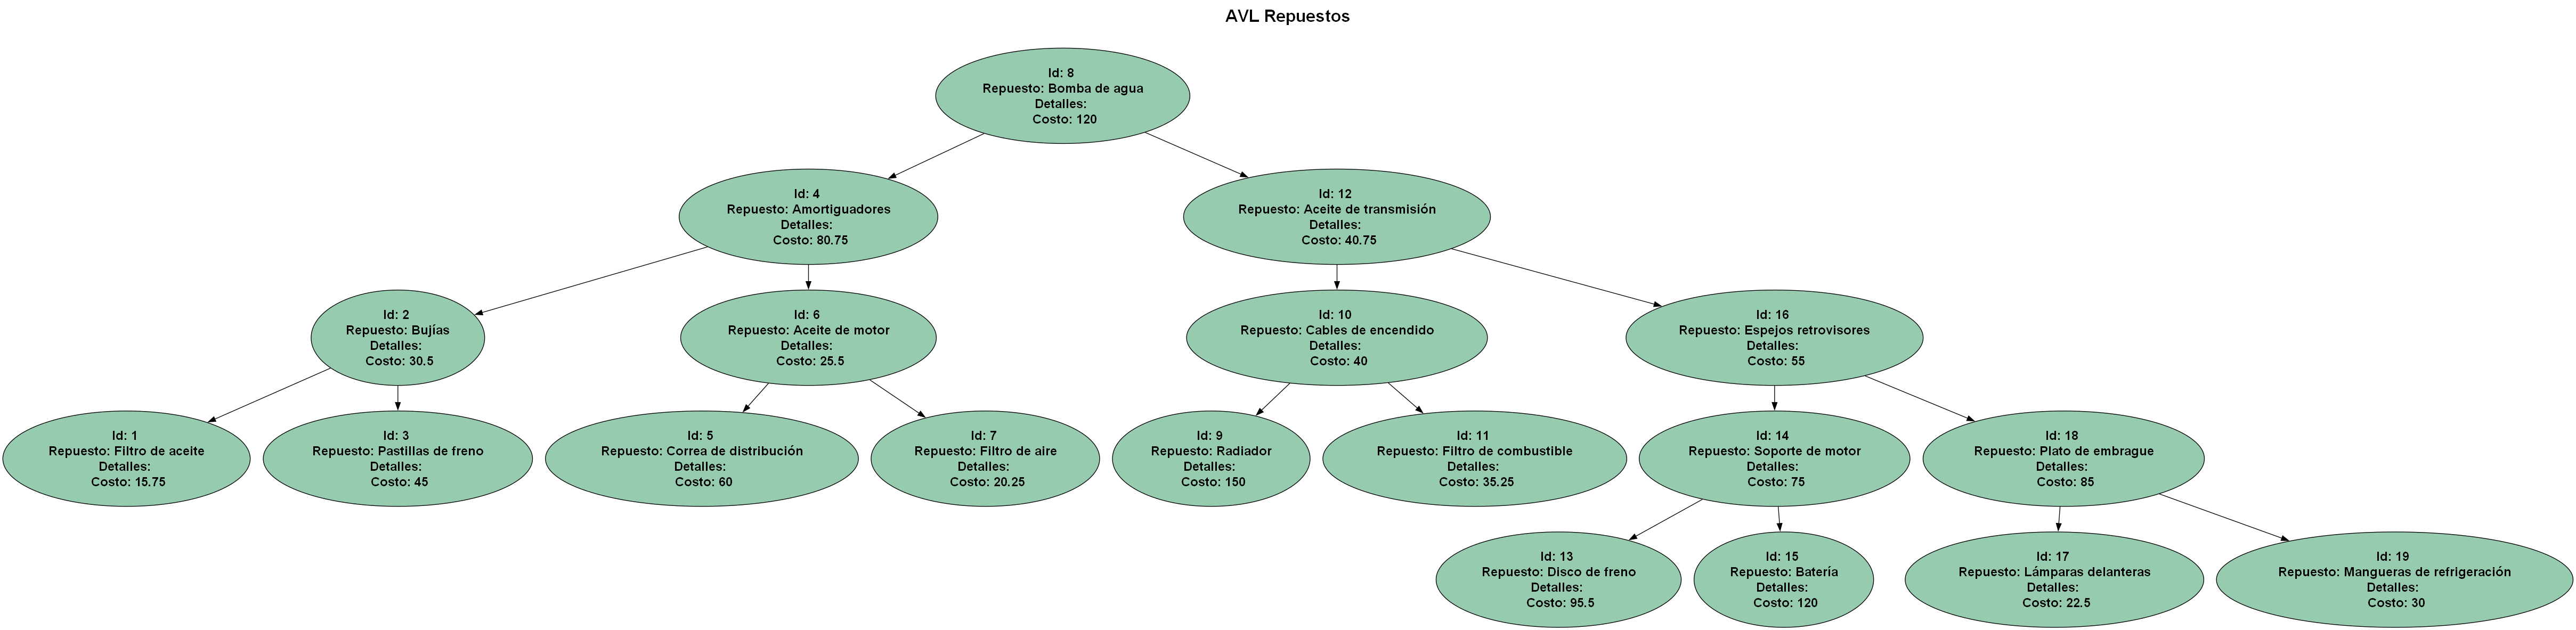 AVL Repuestos
Id: 8
Repuesto: Bomba de agua
Detalles:
Costo: 120
Id: 4
Repuesto: Amortiguadores
Detalles:
Costo: 80.75
Id: 12
Repuesto: Aceite de transmisión
Detalles:
Costo: 40.75
Id: 2
Repuesto: Bujías
Detalles:
Costo: 30.5
Id: 6
Repuesto: Aceite de motor
Detalles:
Costo: 25.5
Id: 10
Repuesto: Cables de encendido
Detalles:
Costo: 40
Id: 16
Repuesto: Espejos retrovisores
Detalles:
Costo: 55
Id: 1
Repuesto: Filtro de aceite
Detalles:
Costo: 15.75
Id: 3
Repuesto: Pastillas de freno
Detalles:
Costo: 45
Id: 5
Repuesto: Correa de distribución
Detalles:
Costo: 60
Id: 7
Repuesto: Filtro de aire
Detalles:
Costo: 20.25
Id: 9
Repuesto: Radiador
Detalles:
Costo: 150
Id: 11
Repuesto: Filtro de combustible
Detalles:
Costo: 35.25
Id: 14
Repuesto: Soporte de motor
Detalles:
Costo: 75
Id: 18
Repuesto: Plato de embrague
Detalles:
Costo: 85
Id: 13
Repuesto: Disco de freno
Detalles:
Costo: 95.5
Id: 15
Repuesto: Batería
Detalles:
Costo: 120
Id: 17
Repuesto: Lámparas delanteras
Detalles:
Costo: 22.5
Id: 19
Repuesto: Mangueras de refrigeración
Detalles:
Costo: 30